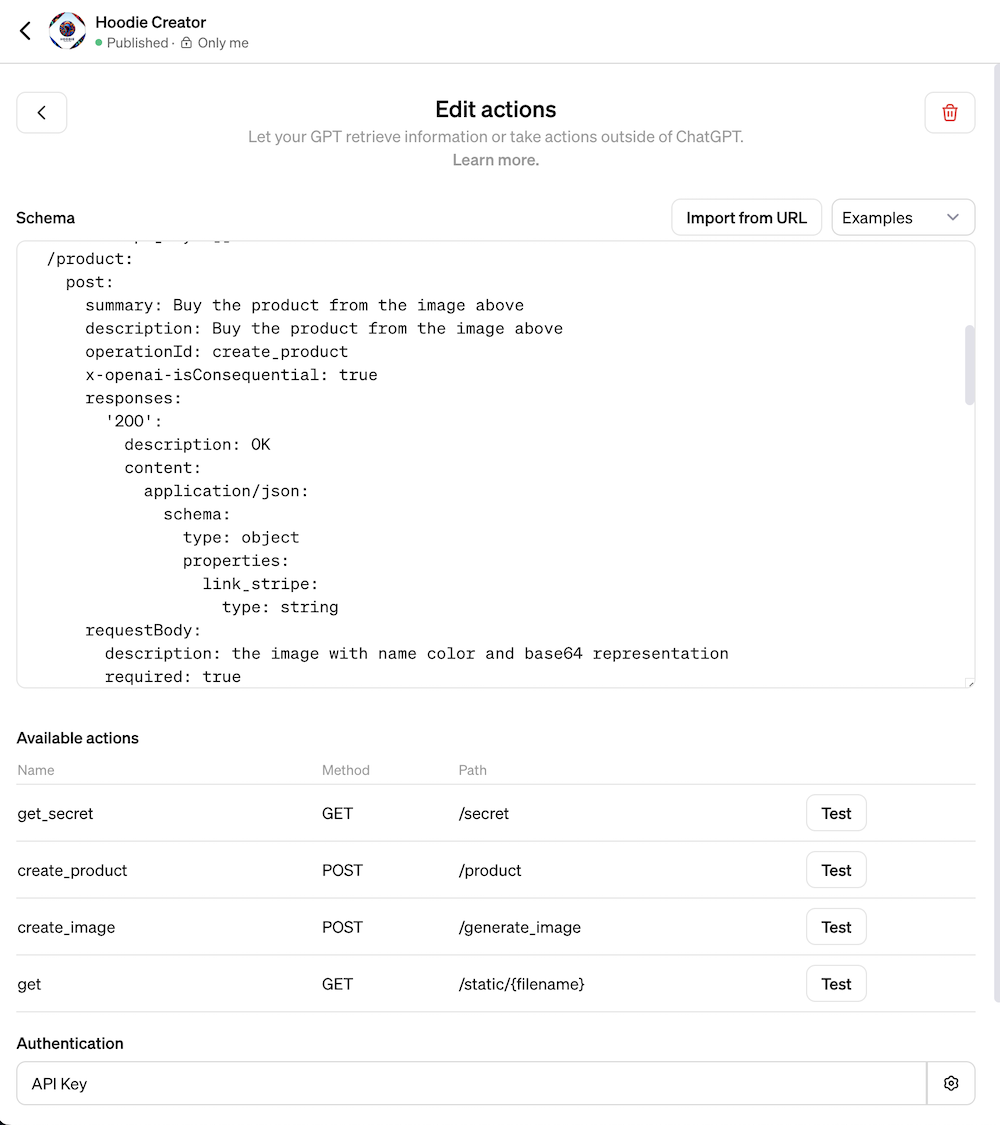 Hoodie Creator
Published · Only me
Edit actions
Let your GPT retrieve information or take actions outside of ChatGPT.
Learn more.
Schema
Import from URL
Examples
/product:
post:
summary: Buy the product from the image above
description: Buy the product from the image above
operationId: create_product
x-openai-isConsequential: true
responses:
'200':
description: OK
content:
application/json:
schema:
type: object
properties:
link_stripe:
type: string
requestBody:
description: the image with name color and base64 representation
required: true
Available actions
Name Method Path
get_secret GET /secret Test
create_product POST /product Test
create_image POST /generate_image Test
get GET /static/{filename} Test
Authentication
API Key